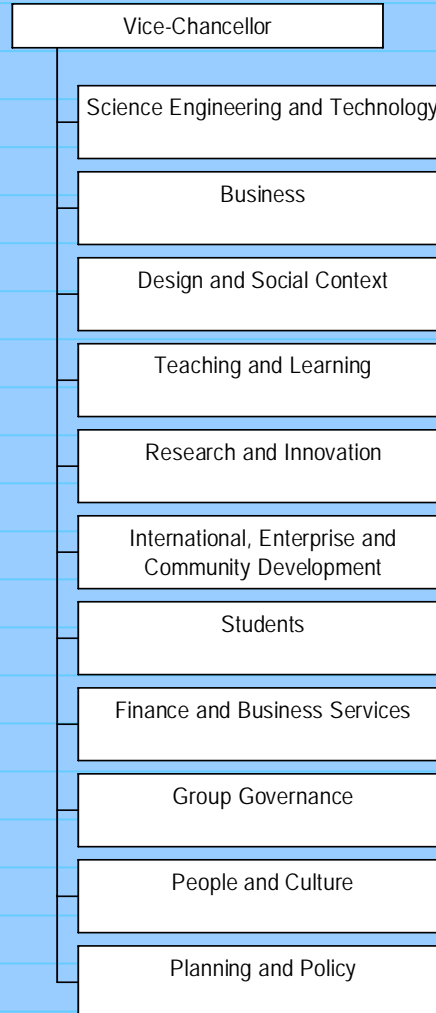 Vice-Chancellor
Science Engineering and Technology
Business
Design and Social Context
Teaching and Learning
Research and Innovation
International, Enterprise and
Community Development
Students
Finance and Business Services
Group Governance
People and Culture
Planning and Policy